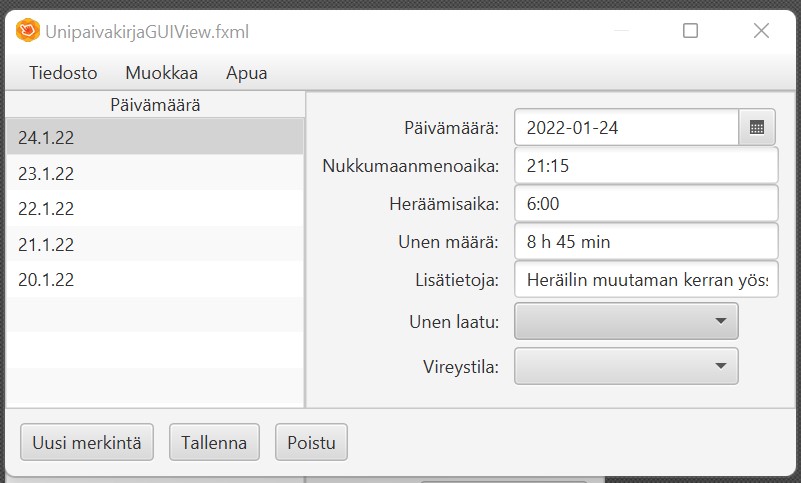 UnipaivakirjaGUIView.fxml
Tiedosto Muokkaa Apua
Päivämäärä
24.1.22
23.1.22
22.1.22
21.1.22
20.1.22
Päivämäärä: 2022-01-24
Nukkumaanmenoaika: 21:15
Heräämisaika: 6:00
Unen määrä: 8 h 45 min
Lisätietoja: Heräilin muutaman kerran yöss
Unen laatu:
Vireystila:
Uusi merkintä Tallenna Poistu